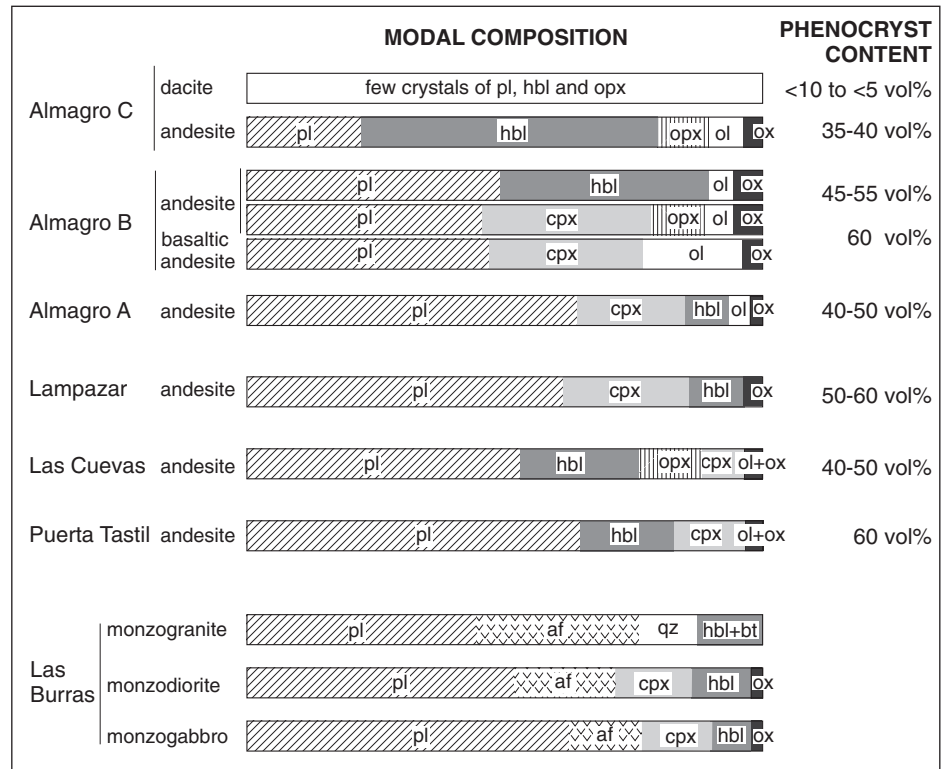 MODAL COMPOSITION
PHENOCRYST CONTENT
Almagro C
dacite few crystals of pl, hbl and opx <10 to <5 vol%
andesite pl hbl opx ol ox 35-40 vol%
Almagro B
andesite
pl hbl ol ox 45-55 vol%
pl cpx opx ol ox
60 vol%
basaltic andesite pl cpx ol ox
Almagro A andesite pl cpx hbl ol ox 40-50 vol%
Lampazar andesite pl cpx hbl ox 50-60 vol%
Las Cuevas andesite pl hbl opx cpx ol+ox 40-50 vol%
Puerta Tastil andesite pl hbl cpx ol+ox 60 vol%
Las Burras
monzogranite pl af qz hbl+bt
monzodiorite pl af cpx hbl ox
monzogabbro pl af cpx hbl ox